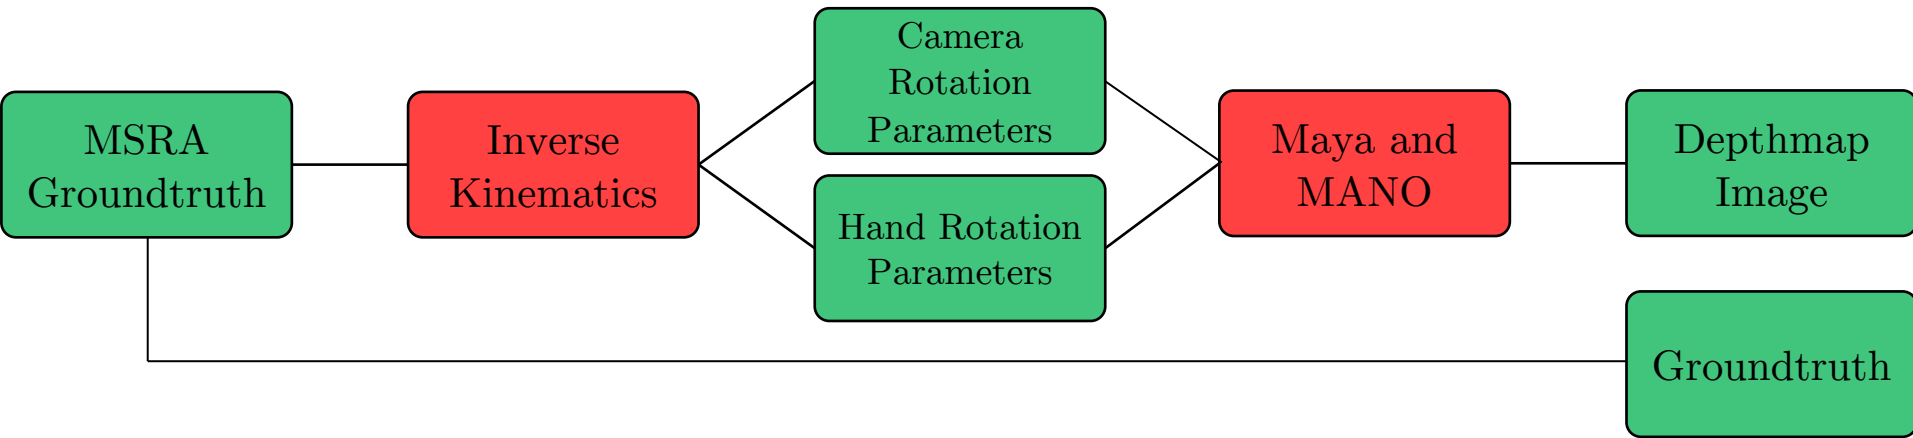 MSRA
Groundtruth
Inverse
Kinematics
Camera
Rotation
Parameters
Hand Rotation
Parameters
Maya and
MANO
Depthmap
Image
Groundtruth